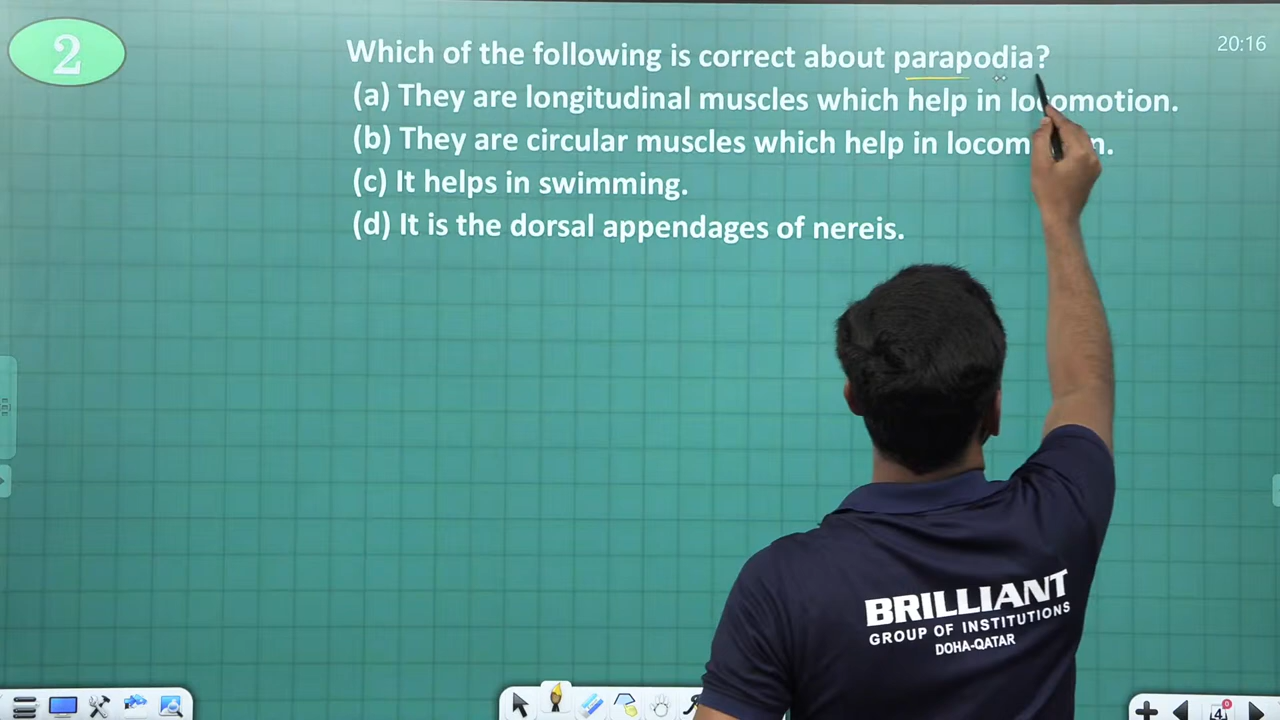 2
20:16
Which of the following is correct about parapodia?
(a) They are longitudinal muscles which help in locomotion.
(b) They are circular muscles which help in
(c) It helps in swimming.
(d) It is the dorsal appendages of nereis.
BRILLIANT
GROUP OF INSTITUTIONS
DOHA-QATAR
4
0